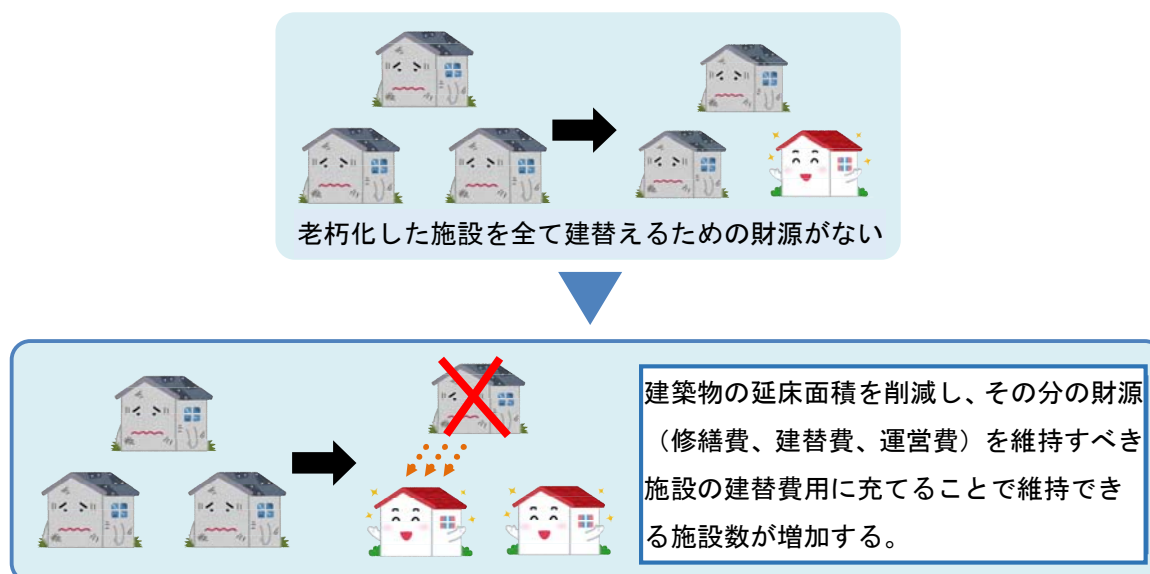 老朽化した施設を全て建替えるための財源がない
建築物の延床面積を削減し、その分の財源
（修繕費、建替費、運営費）を維持すべき
施設の建替費用に充てることで維持でき
る施設数が増加する。